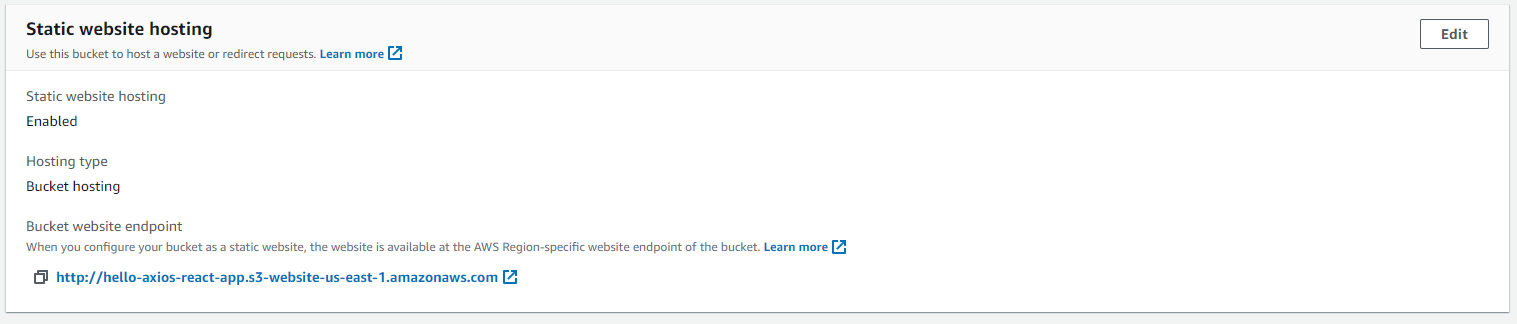 Static website hosting
Edit
Use this bucket to host a website or redirect requests. Learn more
Static website hosting
Enabled
Hosting type
Bucket hosting
Bucket website endpoint
When you configure your bucket as a static website, the website is available at the AWS Region-specific website endpoint of the bucket. Learn more
http://hello-axios-react-app.s3-website-us-east-1.amazonaws.com